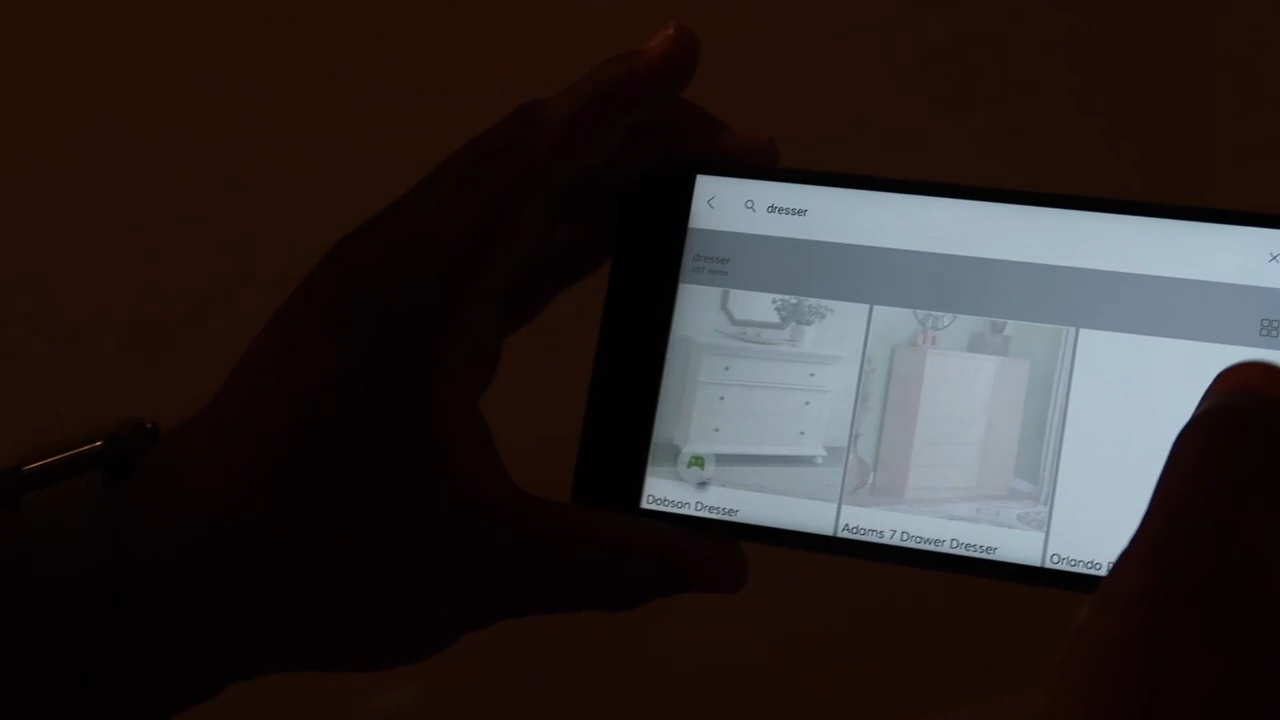 dresser
dresser
Dobson Dresser
Adams 7 Drawer Dresser
Orlando